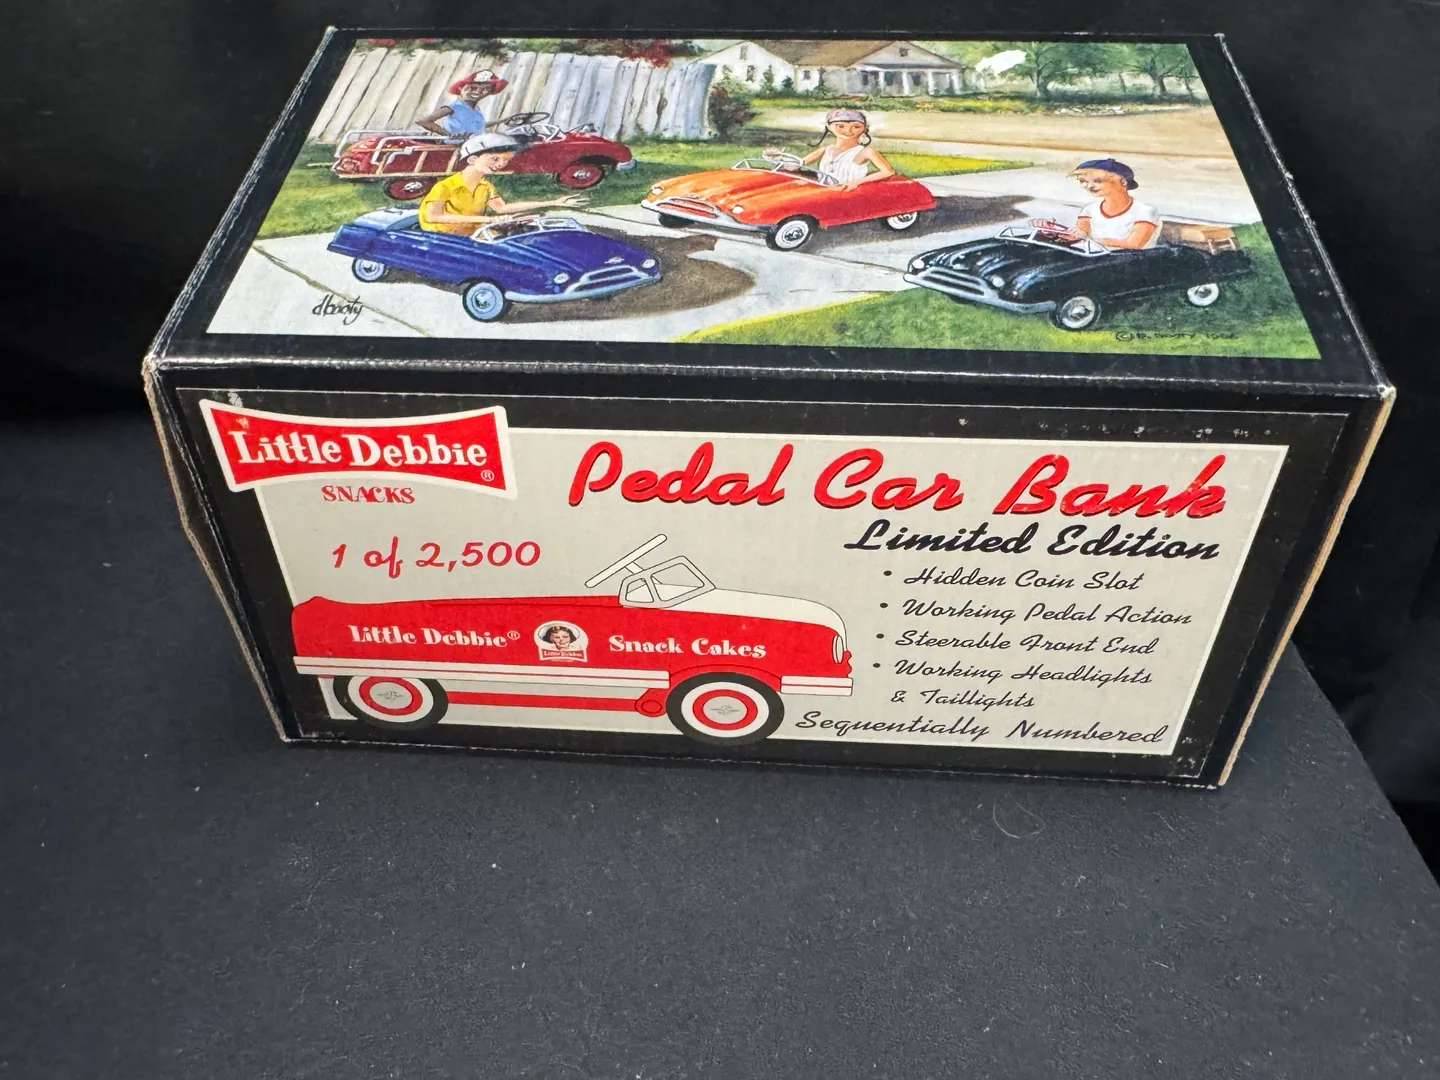 dbooty
Little Debbie®
SNACKS
1 of 2,500
Pedal Car Bank
Limited Edition
• Hidden Coin Slot
• Working Pedal Action
• Steerable Front End
• Working Headlights
& Taillights
Sequentially Numbered
Little Debbie® Snack Cakes